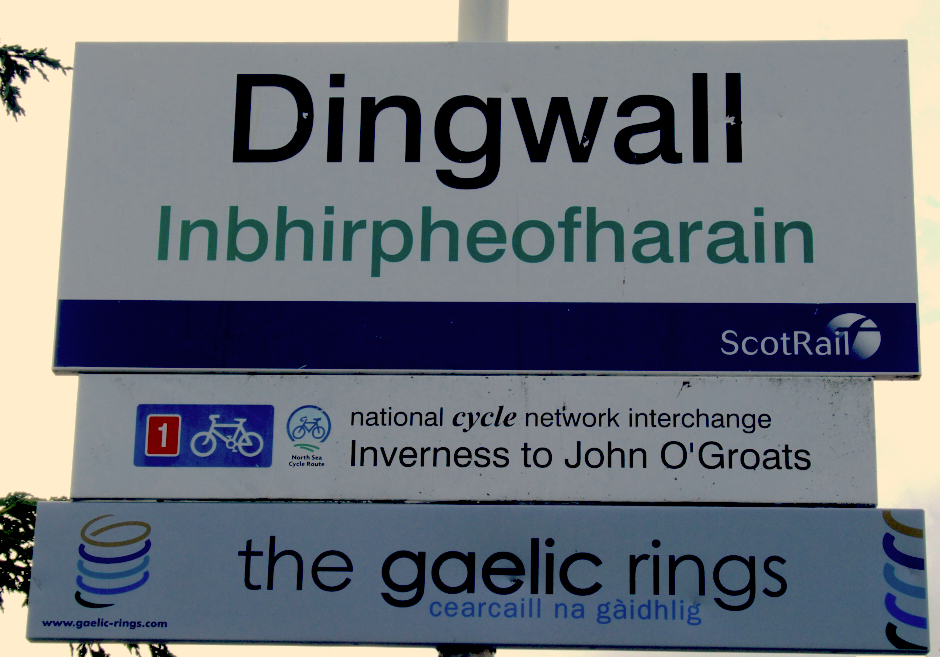 Dingwall
Inbhirpheofharain
ScotRail
1
North Sea
Cycle Route
national cycle network interchange
Inverness to John O'Groats
the gaelic rings
cearcaill na gàidhlig
www.gaelic-rings.com